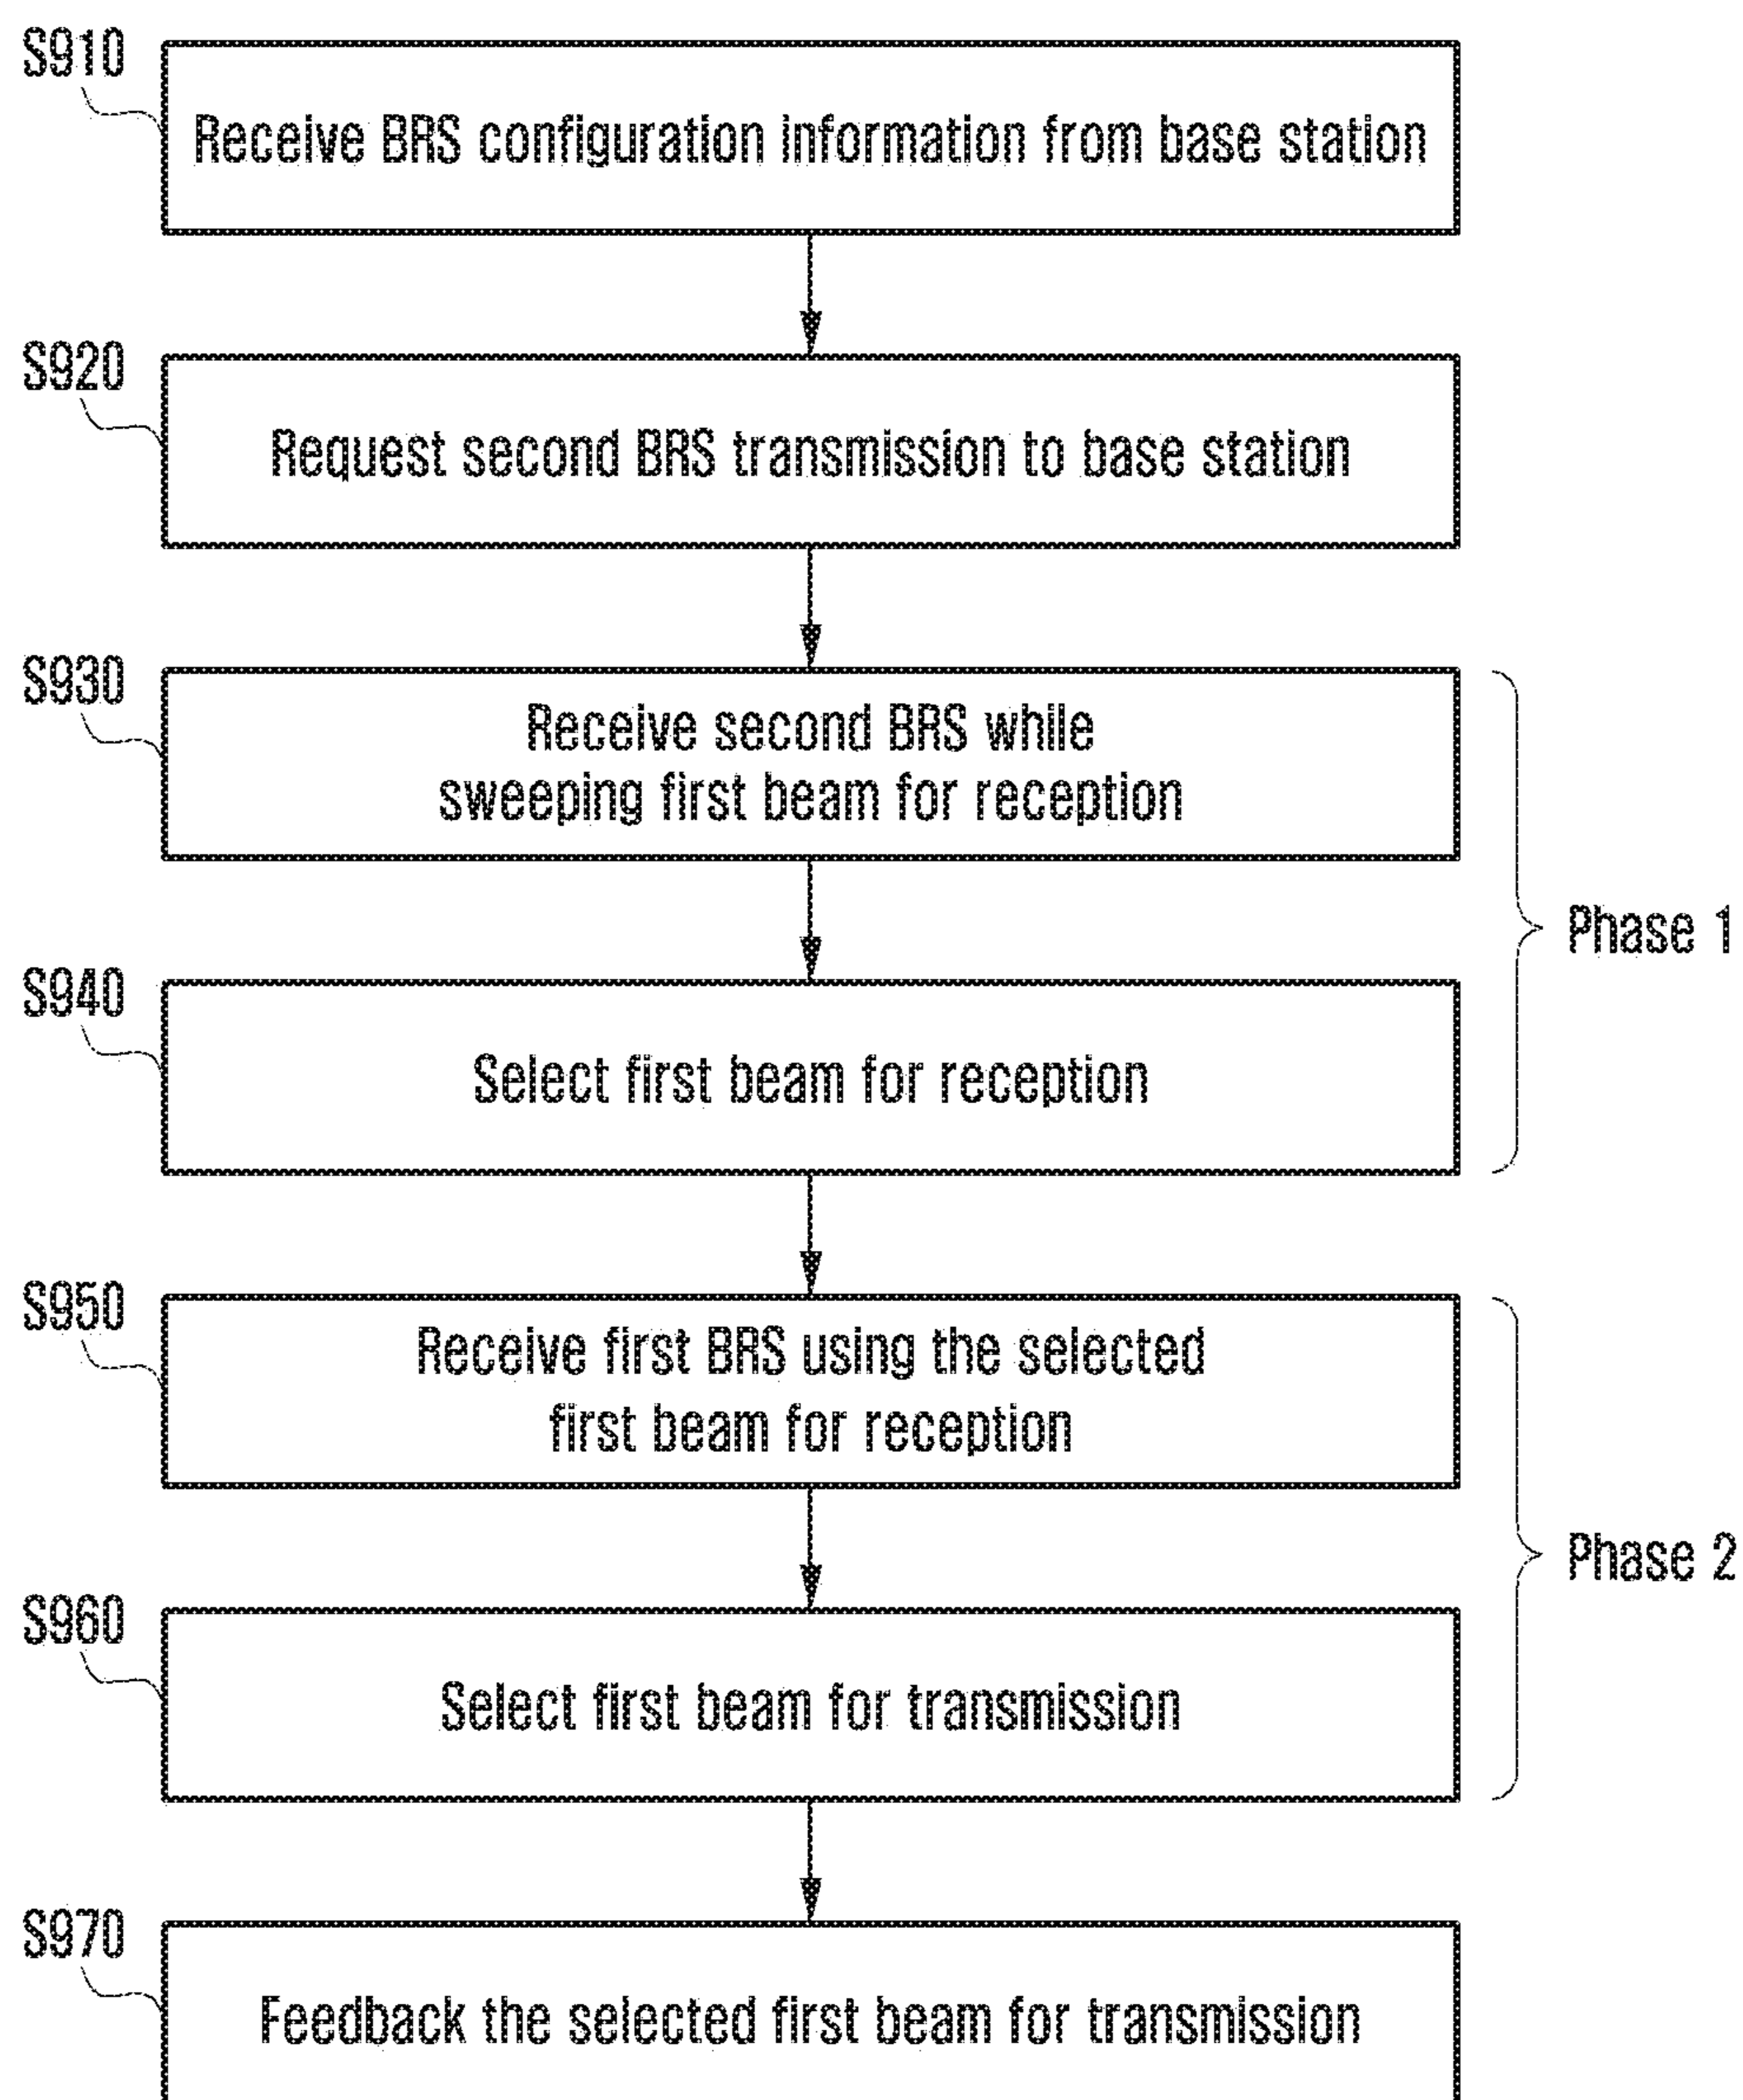 S910
Receive BRS configuration information from base station
S920
Request second BRS transmission to base station
S930
Receive second BRS while
sweeping first beam for reception
Phase 1
S940
Select first beam for reception
S950
Receive first BRS using the selected
first beam for reception
Phase 2
S960
Select first beam for transmission
S970
Feedback the selected first beam for transmission